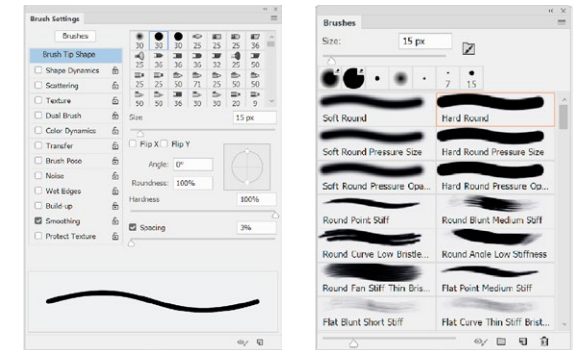 Brush Settings
Brushes
Brush Tip Shape
Shape Dynamics
Scattering
Texture
Dual Brush
Color Dynamics
Transfer
Brush Pose
Noise
Wet Edges
Build-up
Smoothing
Protect Texture
30 30 30 25 25 25
25 36 36 36 32 25
25 25 50 71 25 50 50
50 50 36 30 30 20 9
Size 15 px
Flip X Flip Y
Angle: 0°
Roundness: 100%
Hardness 100%
Spacing 3%
Brushes
Size: 15 px
7 15
Soft Round Hard Round
Soft Round Pressure Size Hard Round Pressure Size
Soft Round Pressure Opa... Hard Round Pressure Op...
Round Point Stiff Round Blunt Medium Stiff
Round Curve Low Bristle... Round Angle Low Stiffness
Round Fan Stiff Thin Bris... Flat Point Medium Stiff
Flat Blunt Short Stiff Flat Curve Thin Stiff Brist...